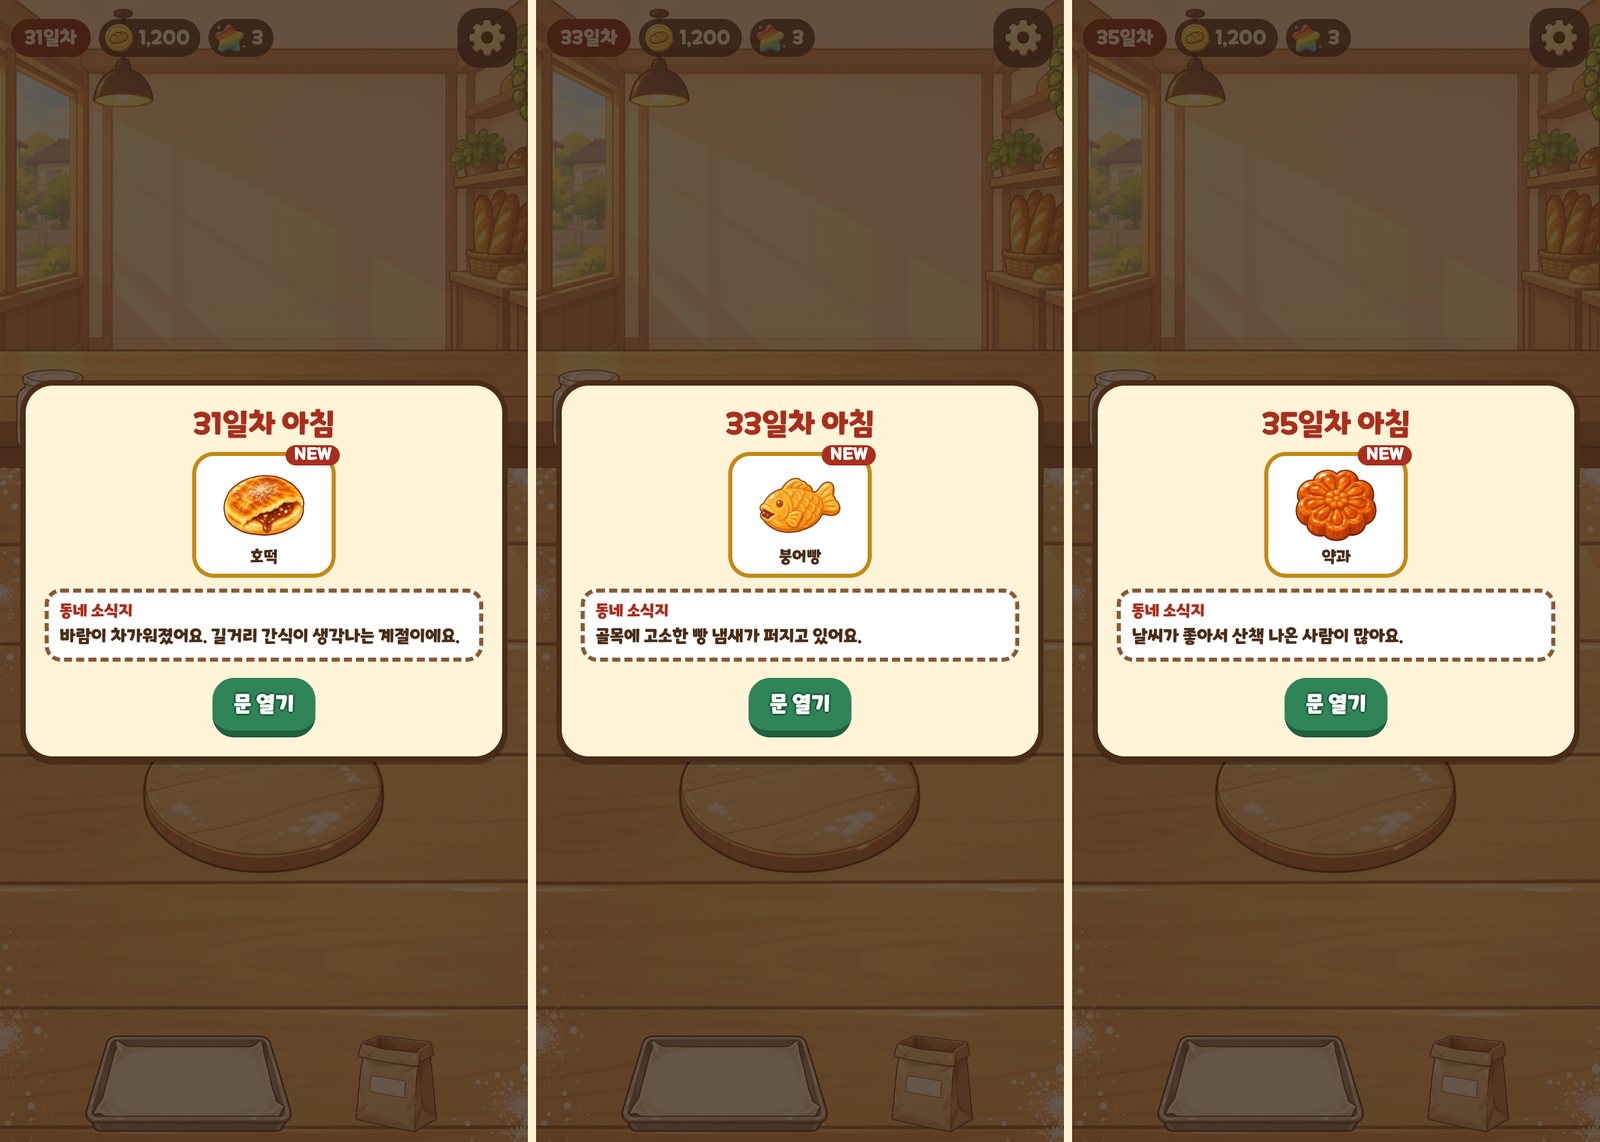 31일차 1,200 3
31일차 아침
NEW
호떡
동네 소식지
바람이 차가워졌어요. 길거리 간식이 생각나는 계절이에요.
문 열기
33일차 1,200 3
33일차 아침
NEW
붕어빵
동네 소식지
골목에 고소한 빵 냄새가 퍼지고 있어요.
문 열기
35일차 1,200 3
35일차 아침
NEW
약과
동네 소식지
날씨가 좋아서 산책 나온 사람이 많아요.
문 열기